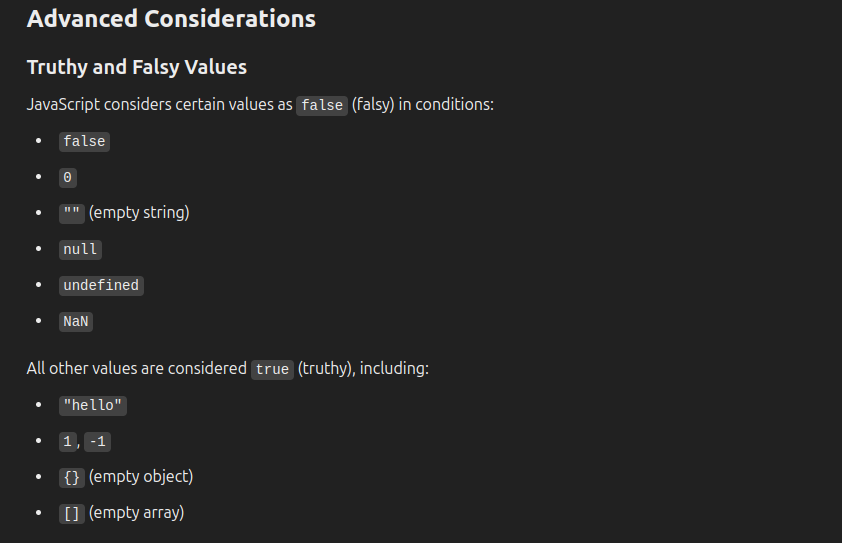 Advanced Considerations
Truthy and Falsy Values
JavaScript considers certain values as false (falsy) in conditions:
• false
• 0
• "" (empty string)
• null
• undefined
• NaN
All other values are considered true (truthy), including:
• "hello"
• 1, -1
• {} (empty object)
• [] (empty array)